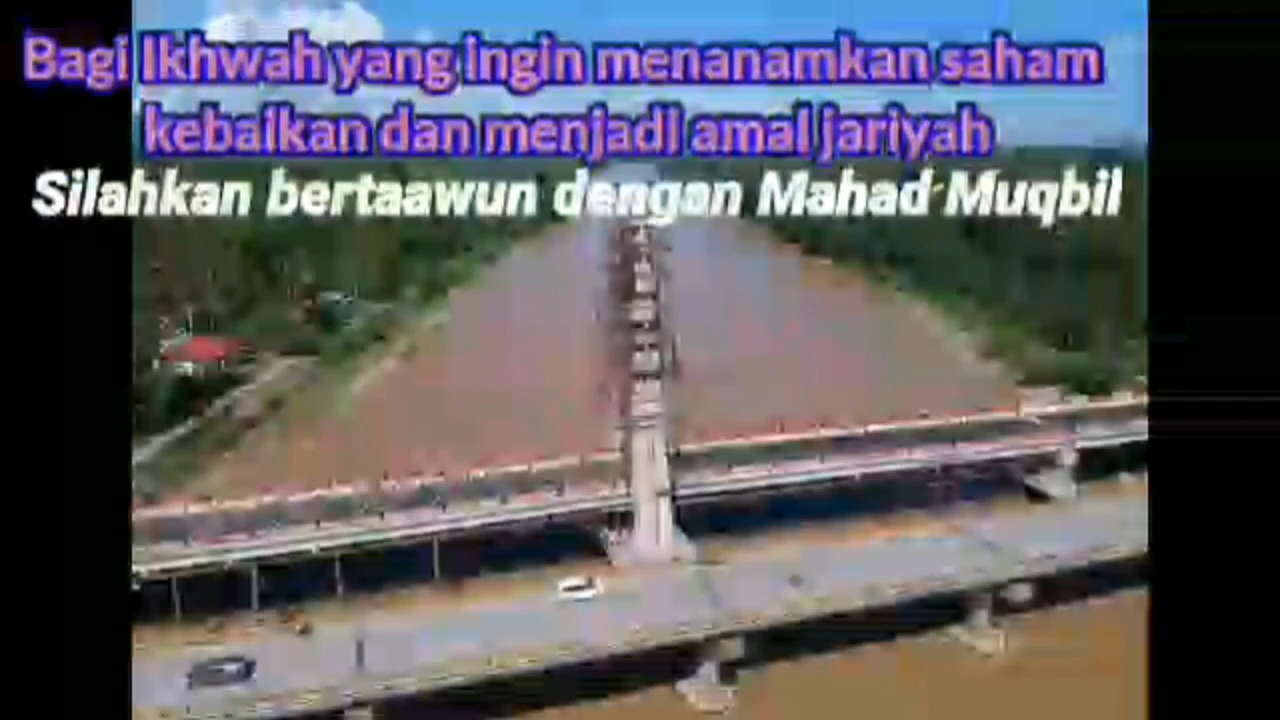 Bagi Ikhwah yang ingin menanamkan saham
kebaikan dan menjadi amal jariyah
Silahkan bertaawun dengan Mahad Muqbil